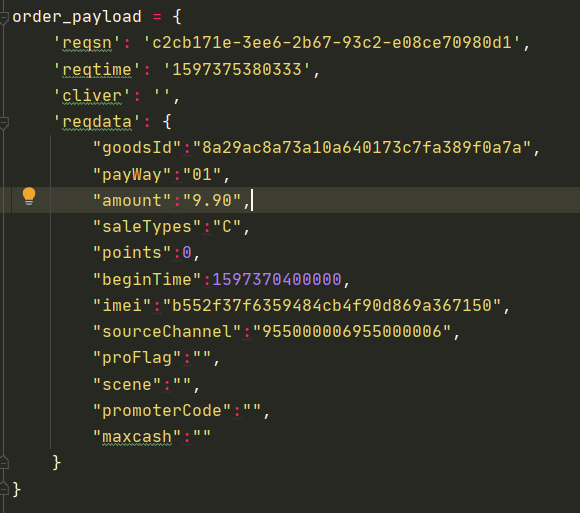 order_payload = {
    'reqsn': 'c2cb171e-3ee6-2b67-93c2-e08ce70980d1',
    'reqtime': '1597375380333',
    'cliver': '',
    'reqdata': {
        "goodsId":"8a29ac8a73a10a640173c7fa389f0a7a",
        "payWay":"01",
        "amount":"9.90",
        "saleTypes":"C",
        "points":0,
        "beginTime":1597370400000,
        "imei":"b552f37f6359484cb4f90d869a367150",
        "sourceChannel":"955000006955000006",
        "proFlag":"",
        "scene":"",
        "promoterCode":"",
        "maxcash":""
    }
}